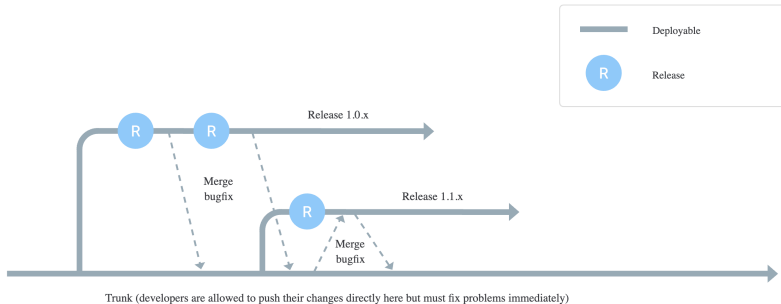 Deployable
R
Release
Release 1.0.x
R
R
Merge
bugfix
Release 1.1.x
R
Merge
bugfix
Trunk (developers are allowed to push their changes directly here but must fix problems immediately)